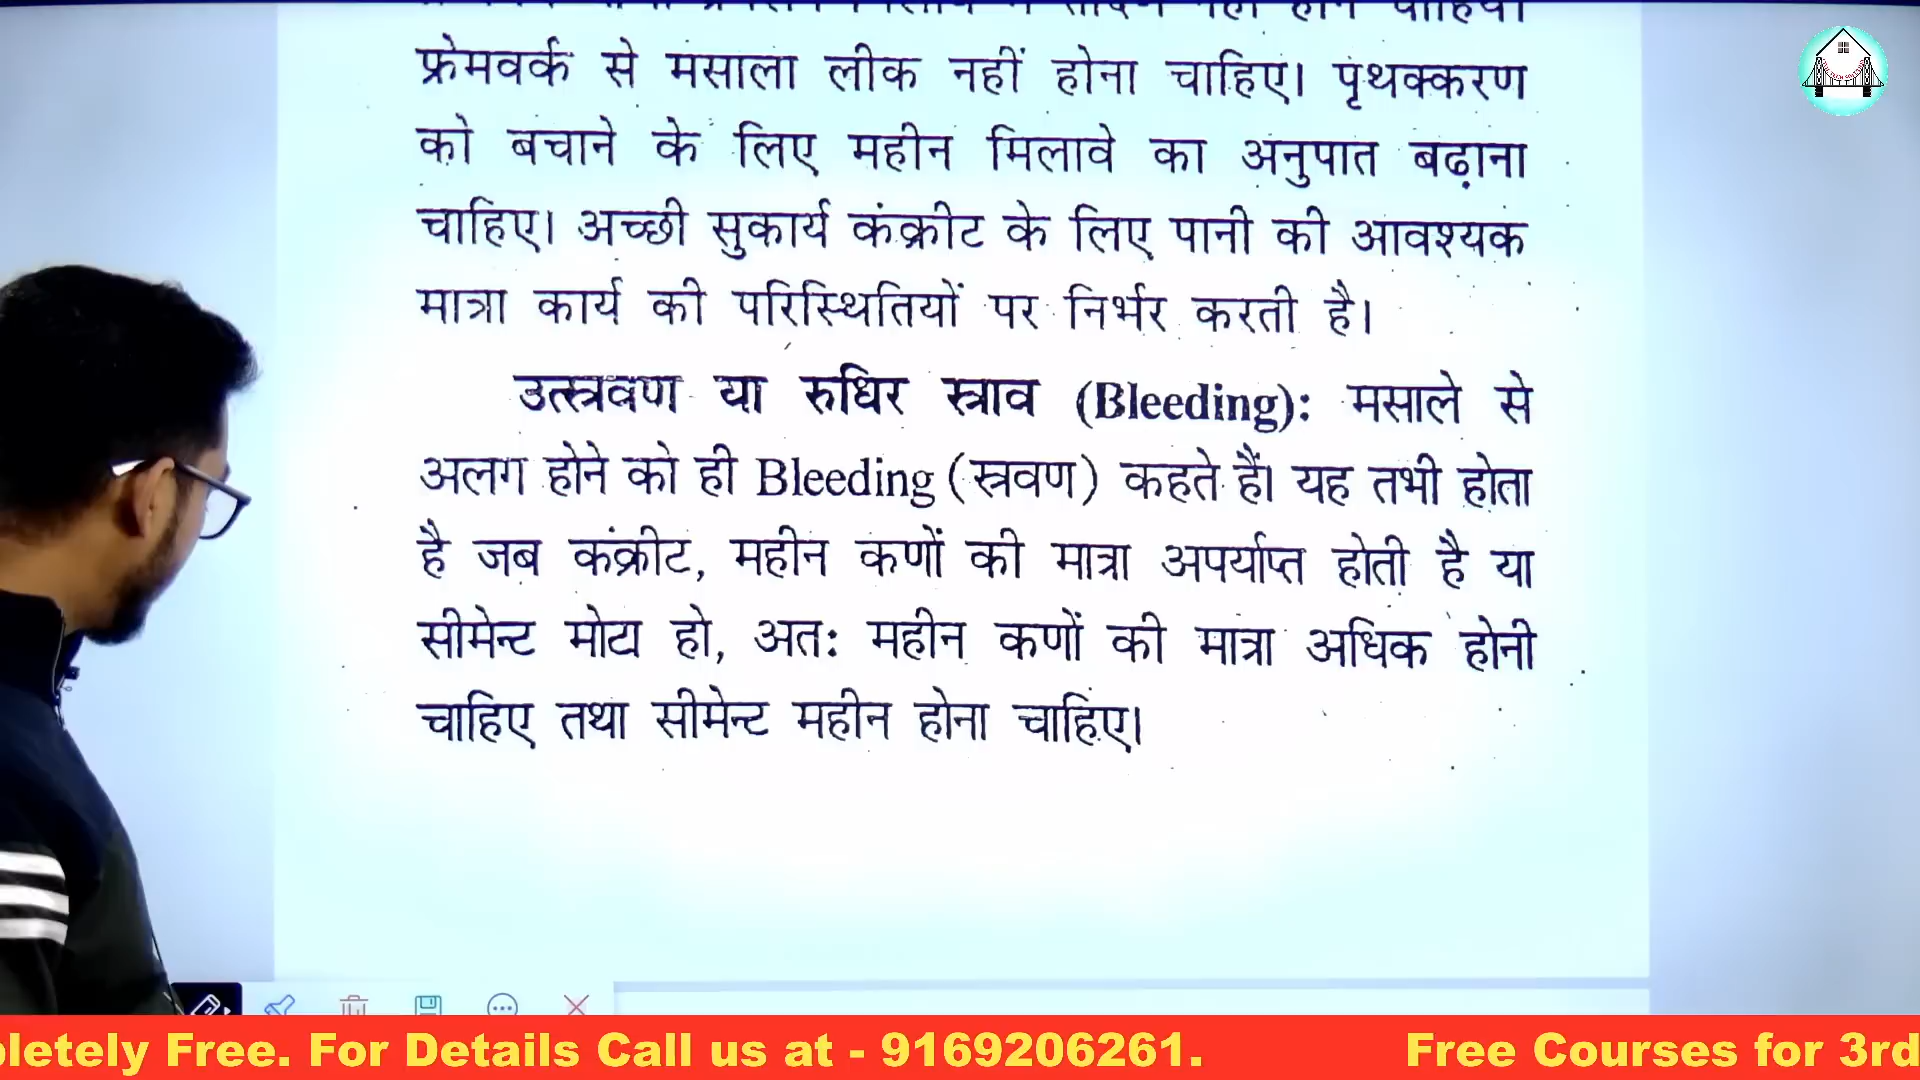 फ्रेमवर्क से मसाला लीक नहीं होना चाहिए। पृथक्करण
को बचाने के लिए महीन मिलावे का अनुपात बढ़ाना
चाहिए। अच्छी सुकार्य कंक्रीट के लिए पानी की आवश्यक
मात्रा कार्य की परिस्थितियों पर निर्भर करती है।
उत्स्त्रवण या रुधिर स्त्राव (Bleeding): मसाले से
अलग होने को ही Bleeding (स्त्रवण) कहते हैं। यह तभी होता
है जब कंक्रीट, महीन कणों की मात्रा अपर्याप्त होती है या
सीमेन्ट मोटा हो, अतः महीन कणों की मात्रा अधिक होनी
चाहिए तथा सीमेन्ट महीन होना चाहिए।
pletely Free. For Details Call us at - 9169206261. Free Courses for 3rd